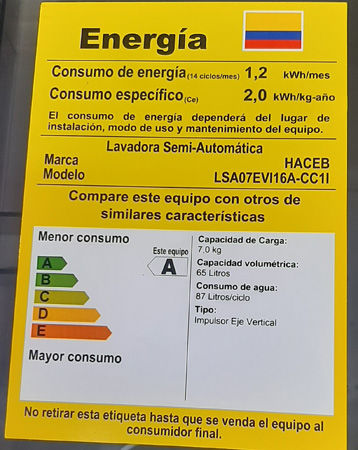 Energía
Consumo de energía(14 ciclos/mes) 1,2 kWh/mes
Consumo específico(Ce) 2,0 kWh/kg-año
El consumo de energía dependerá del lugar de
instalación, modo de uso y mantenimiento del equipo.
Lavadora Semi-Automática
Marca HACEB
Modelo LSA07EVI16A-CC1I
Compare este equipo con otros de
similares características
Menor consumo
Este equipo
A
A
B
C
D
E
Mayor consumo
Capacidad de Carga:
7,0 kg
Capacidad volumétrica:
65 Litros
Consumo de agua:
87 Litros/ciclo
Tipo:
Impulsor Eje Vertical
No retirar esta etiqueta hasta que se venda el equipo al
consumidor final.